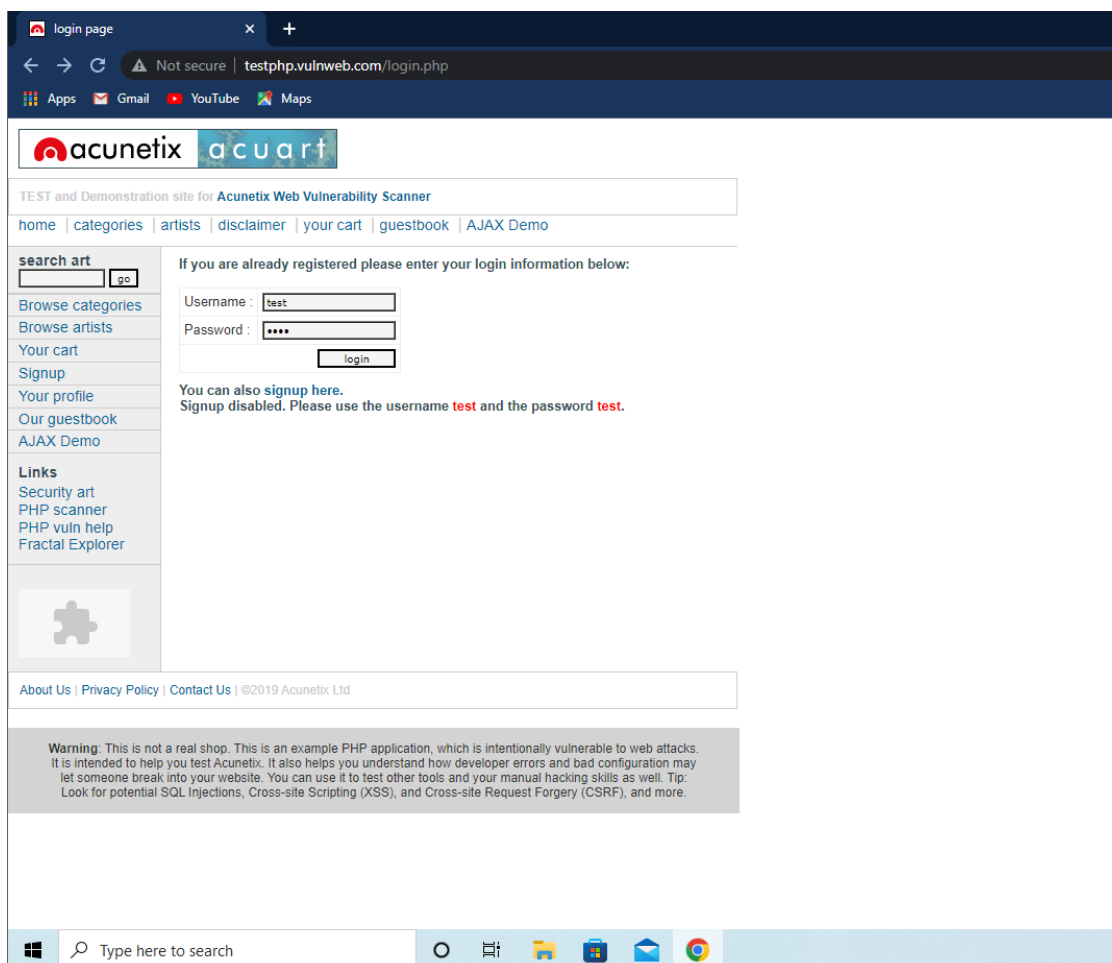 login page
Not secure | testphp.vulnweb.com/login.php
Apps Gmail YouTube Maps
acunetix acuart
TEST and Demonstration site for Acunetix Web Vulnerability Scanner
home | categories | artists | disclaimer | your cart | guestbook | AJAX Demo
search art
go
Browse categories
Browse artists
Your cart
Signup
Your profile
Our guestbook
AJAX Demo
Links
Security art
PHP scanner
PHP vuln help
Fractal Explorer
If you are already registered please enter your login information below:
Username : test
Password : ••••
login
You can also signup here.
Signup disabled. Please use the username test and the password test.
About Us | Privacy Policy | Contact Us | ©2019 Acunetix Ltd
Warning: This is not a real shop. This is an example PHP application, which is intentionally vulnerable to web attacks.
It is intended to help you test Acunetix. It also helps you understand how developer errors and bad configuration may
let someone break into your website. You can use it to test other tools and your manual hacking skills as well. Tip:
Look for potential SQL Injections, Cross-site Scripting (XSS), and Cross-site Request Forgery (CSRF), and more.
Type here to search